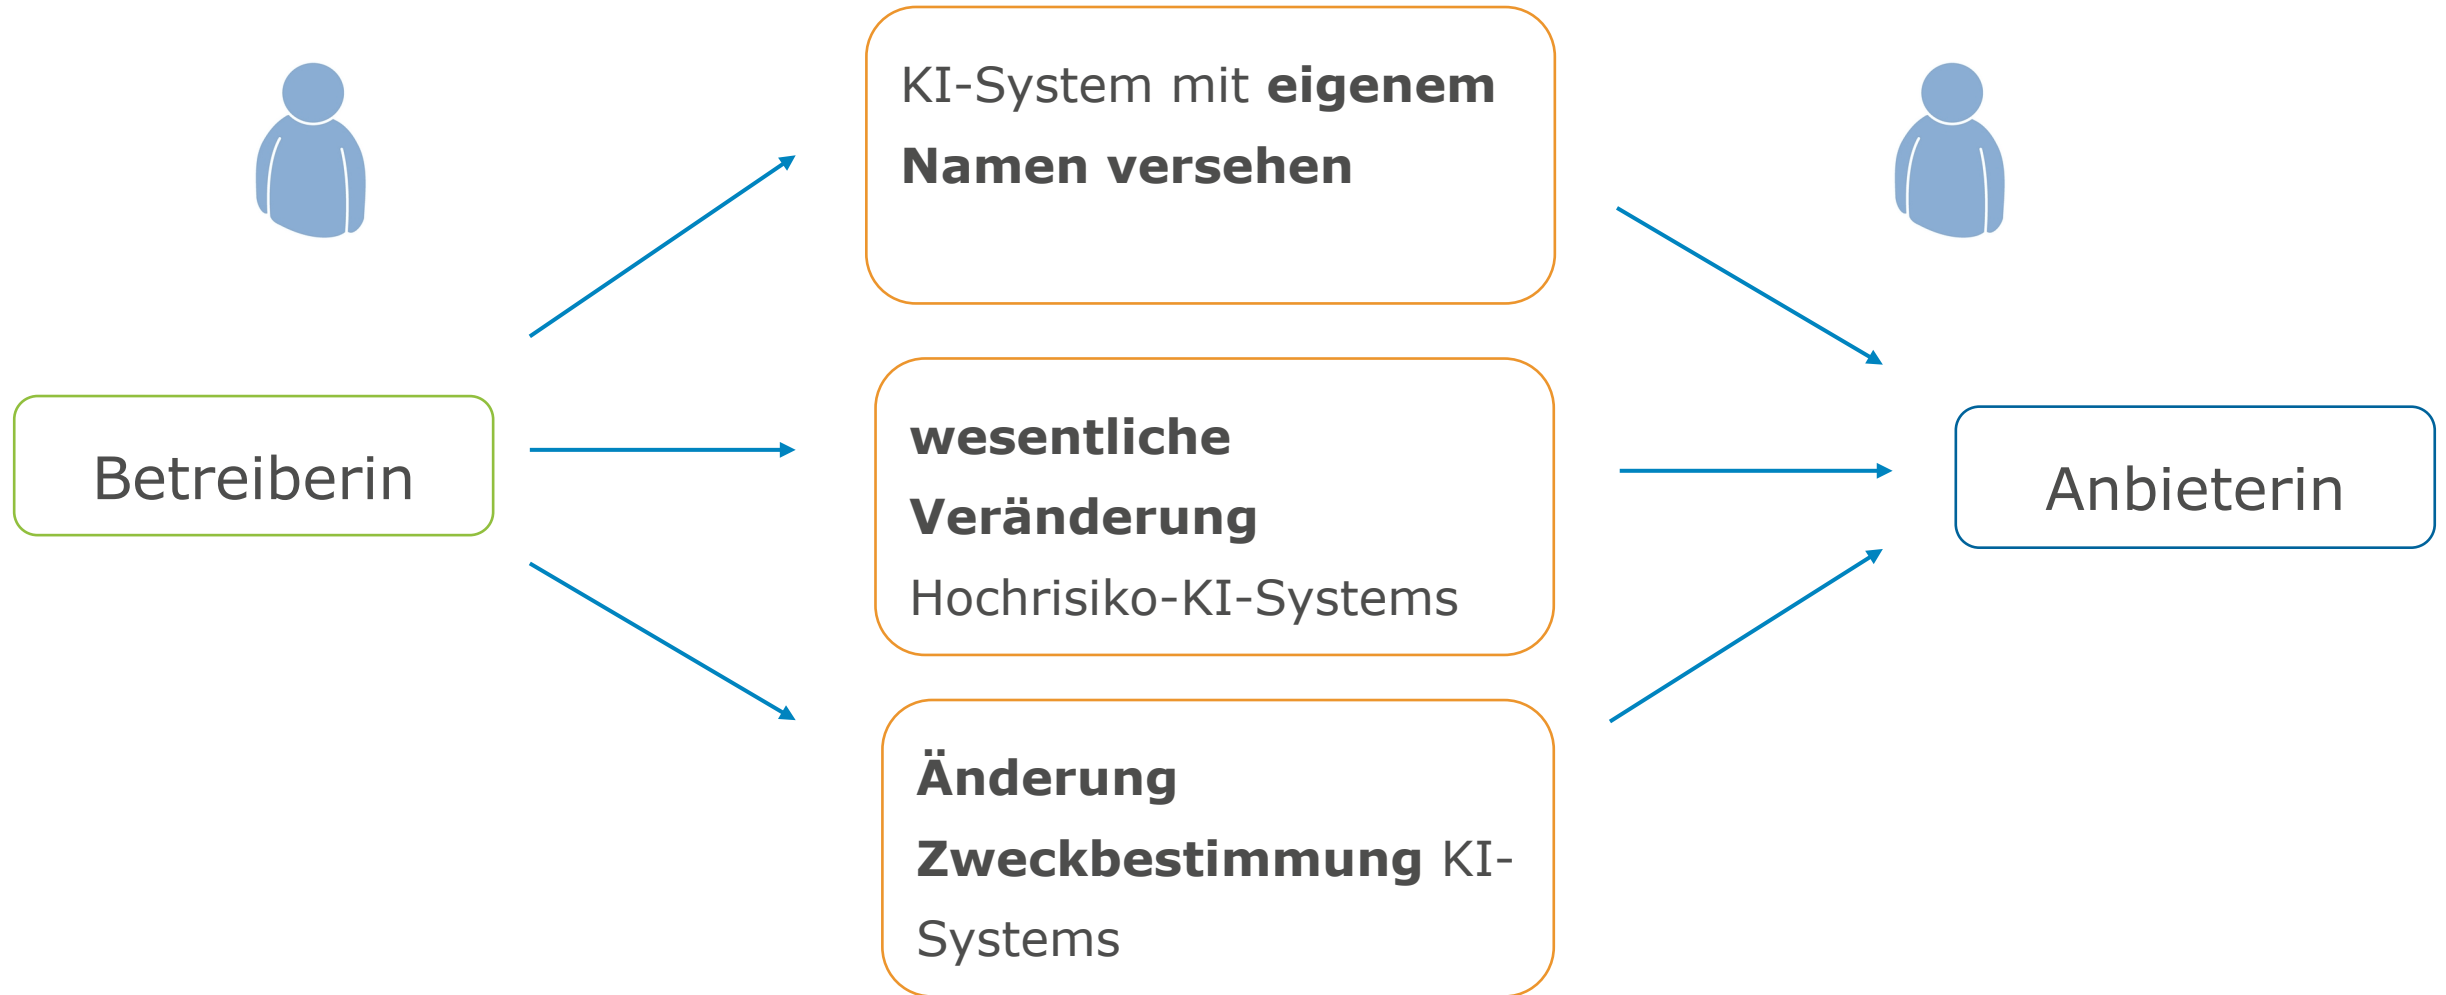 KI-System mit eigenem
Namen versehen
Betreiberin
wesentliche
Veränderung
Hochrisiko-KI-Systems
Anbieterin
Änderung
Zweckbestimmung KI-
Systems